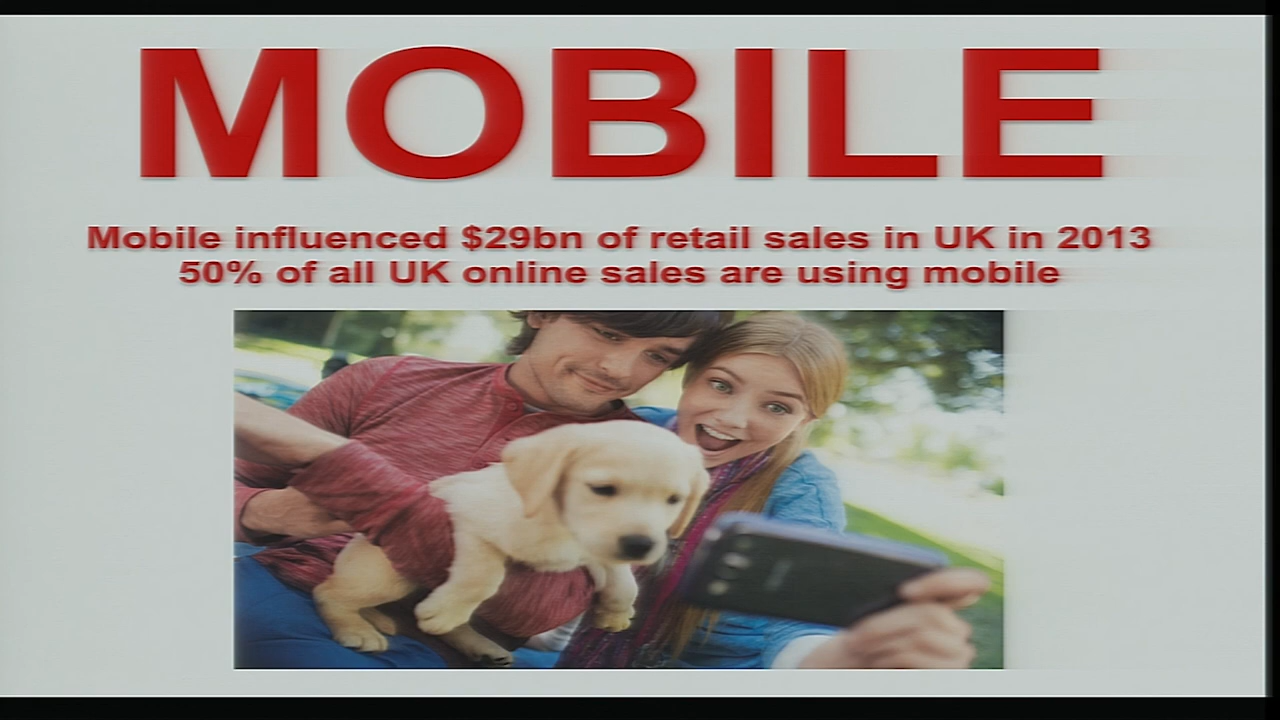 MOBILE
Mobile influenced $29bn of retail sales in UK in 2013
50% of all UK online sales are using mobile